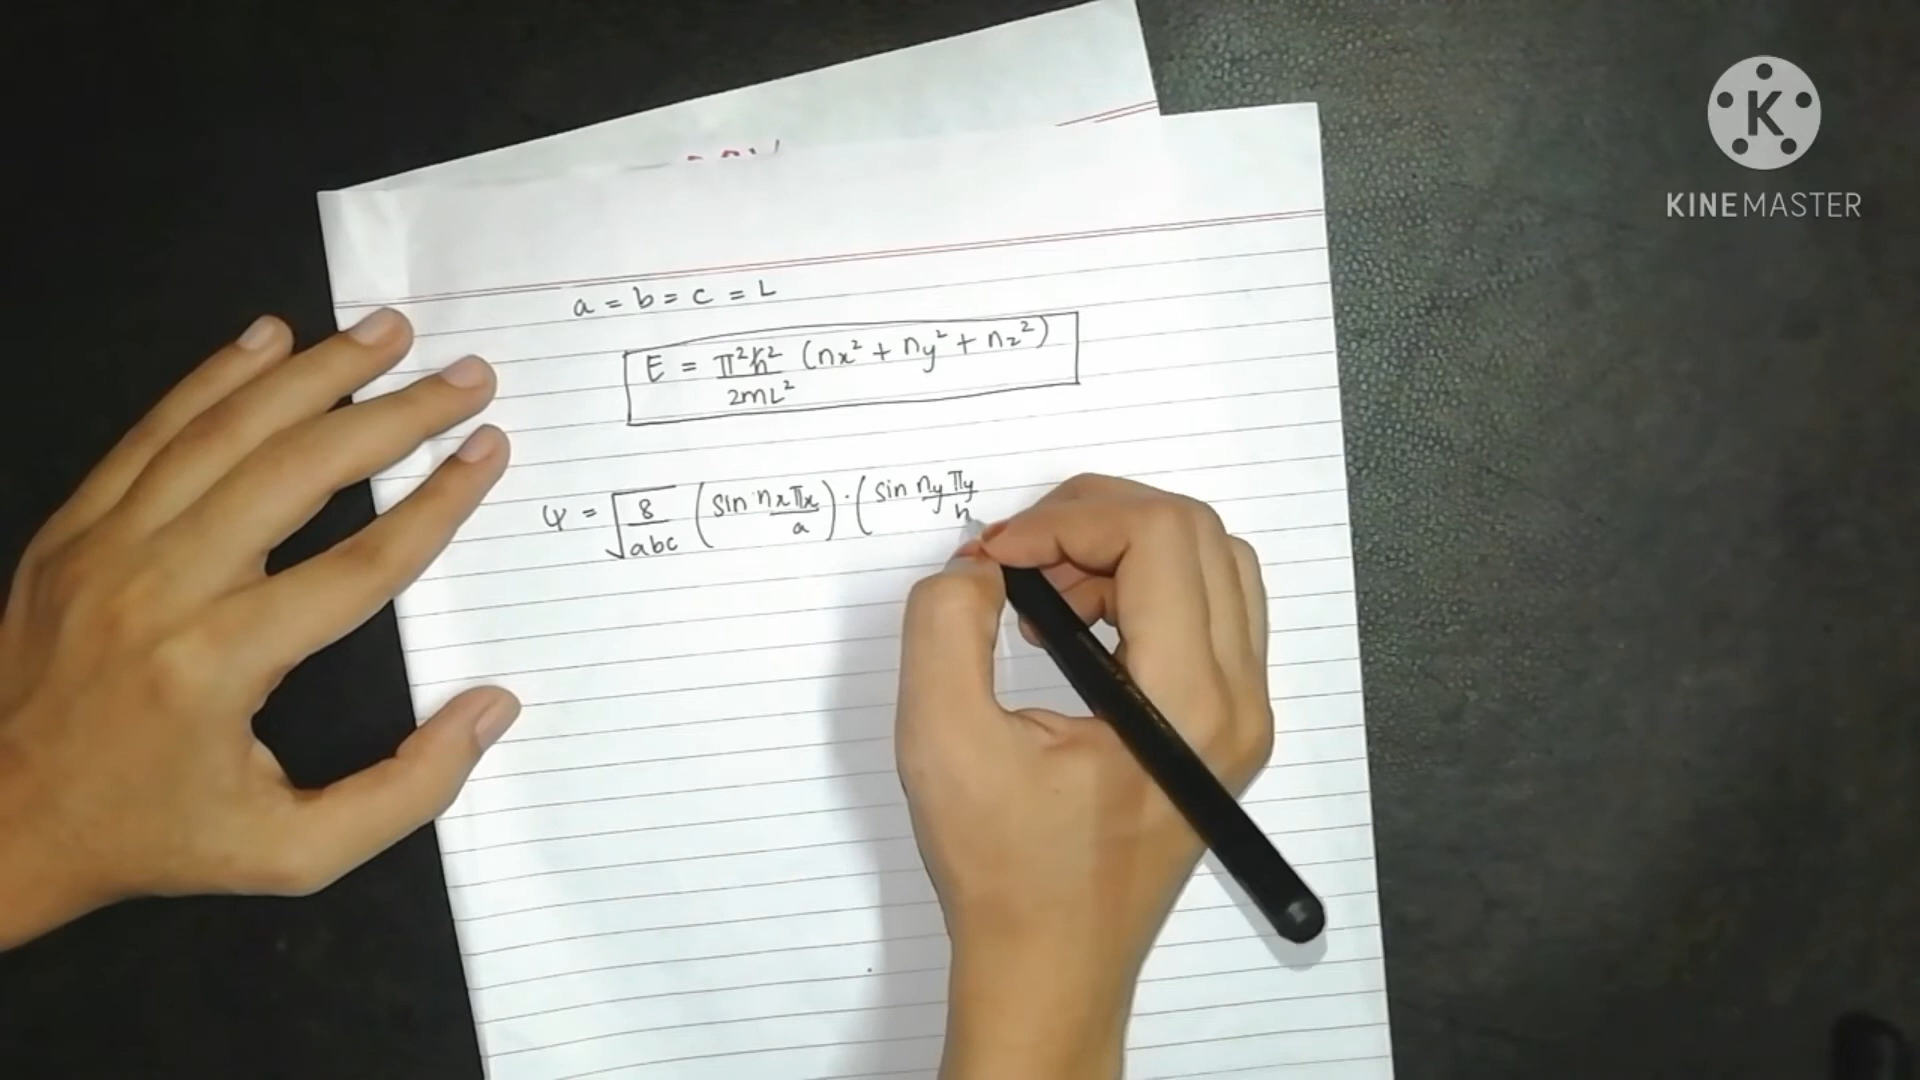 KINEMASTER
a = b = c = L
E = π²ħ²/2mL² (nx² + ny² + nz²)
ψ = √8/abc (sin nxπx/a) · (sin nyπy